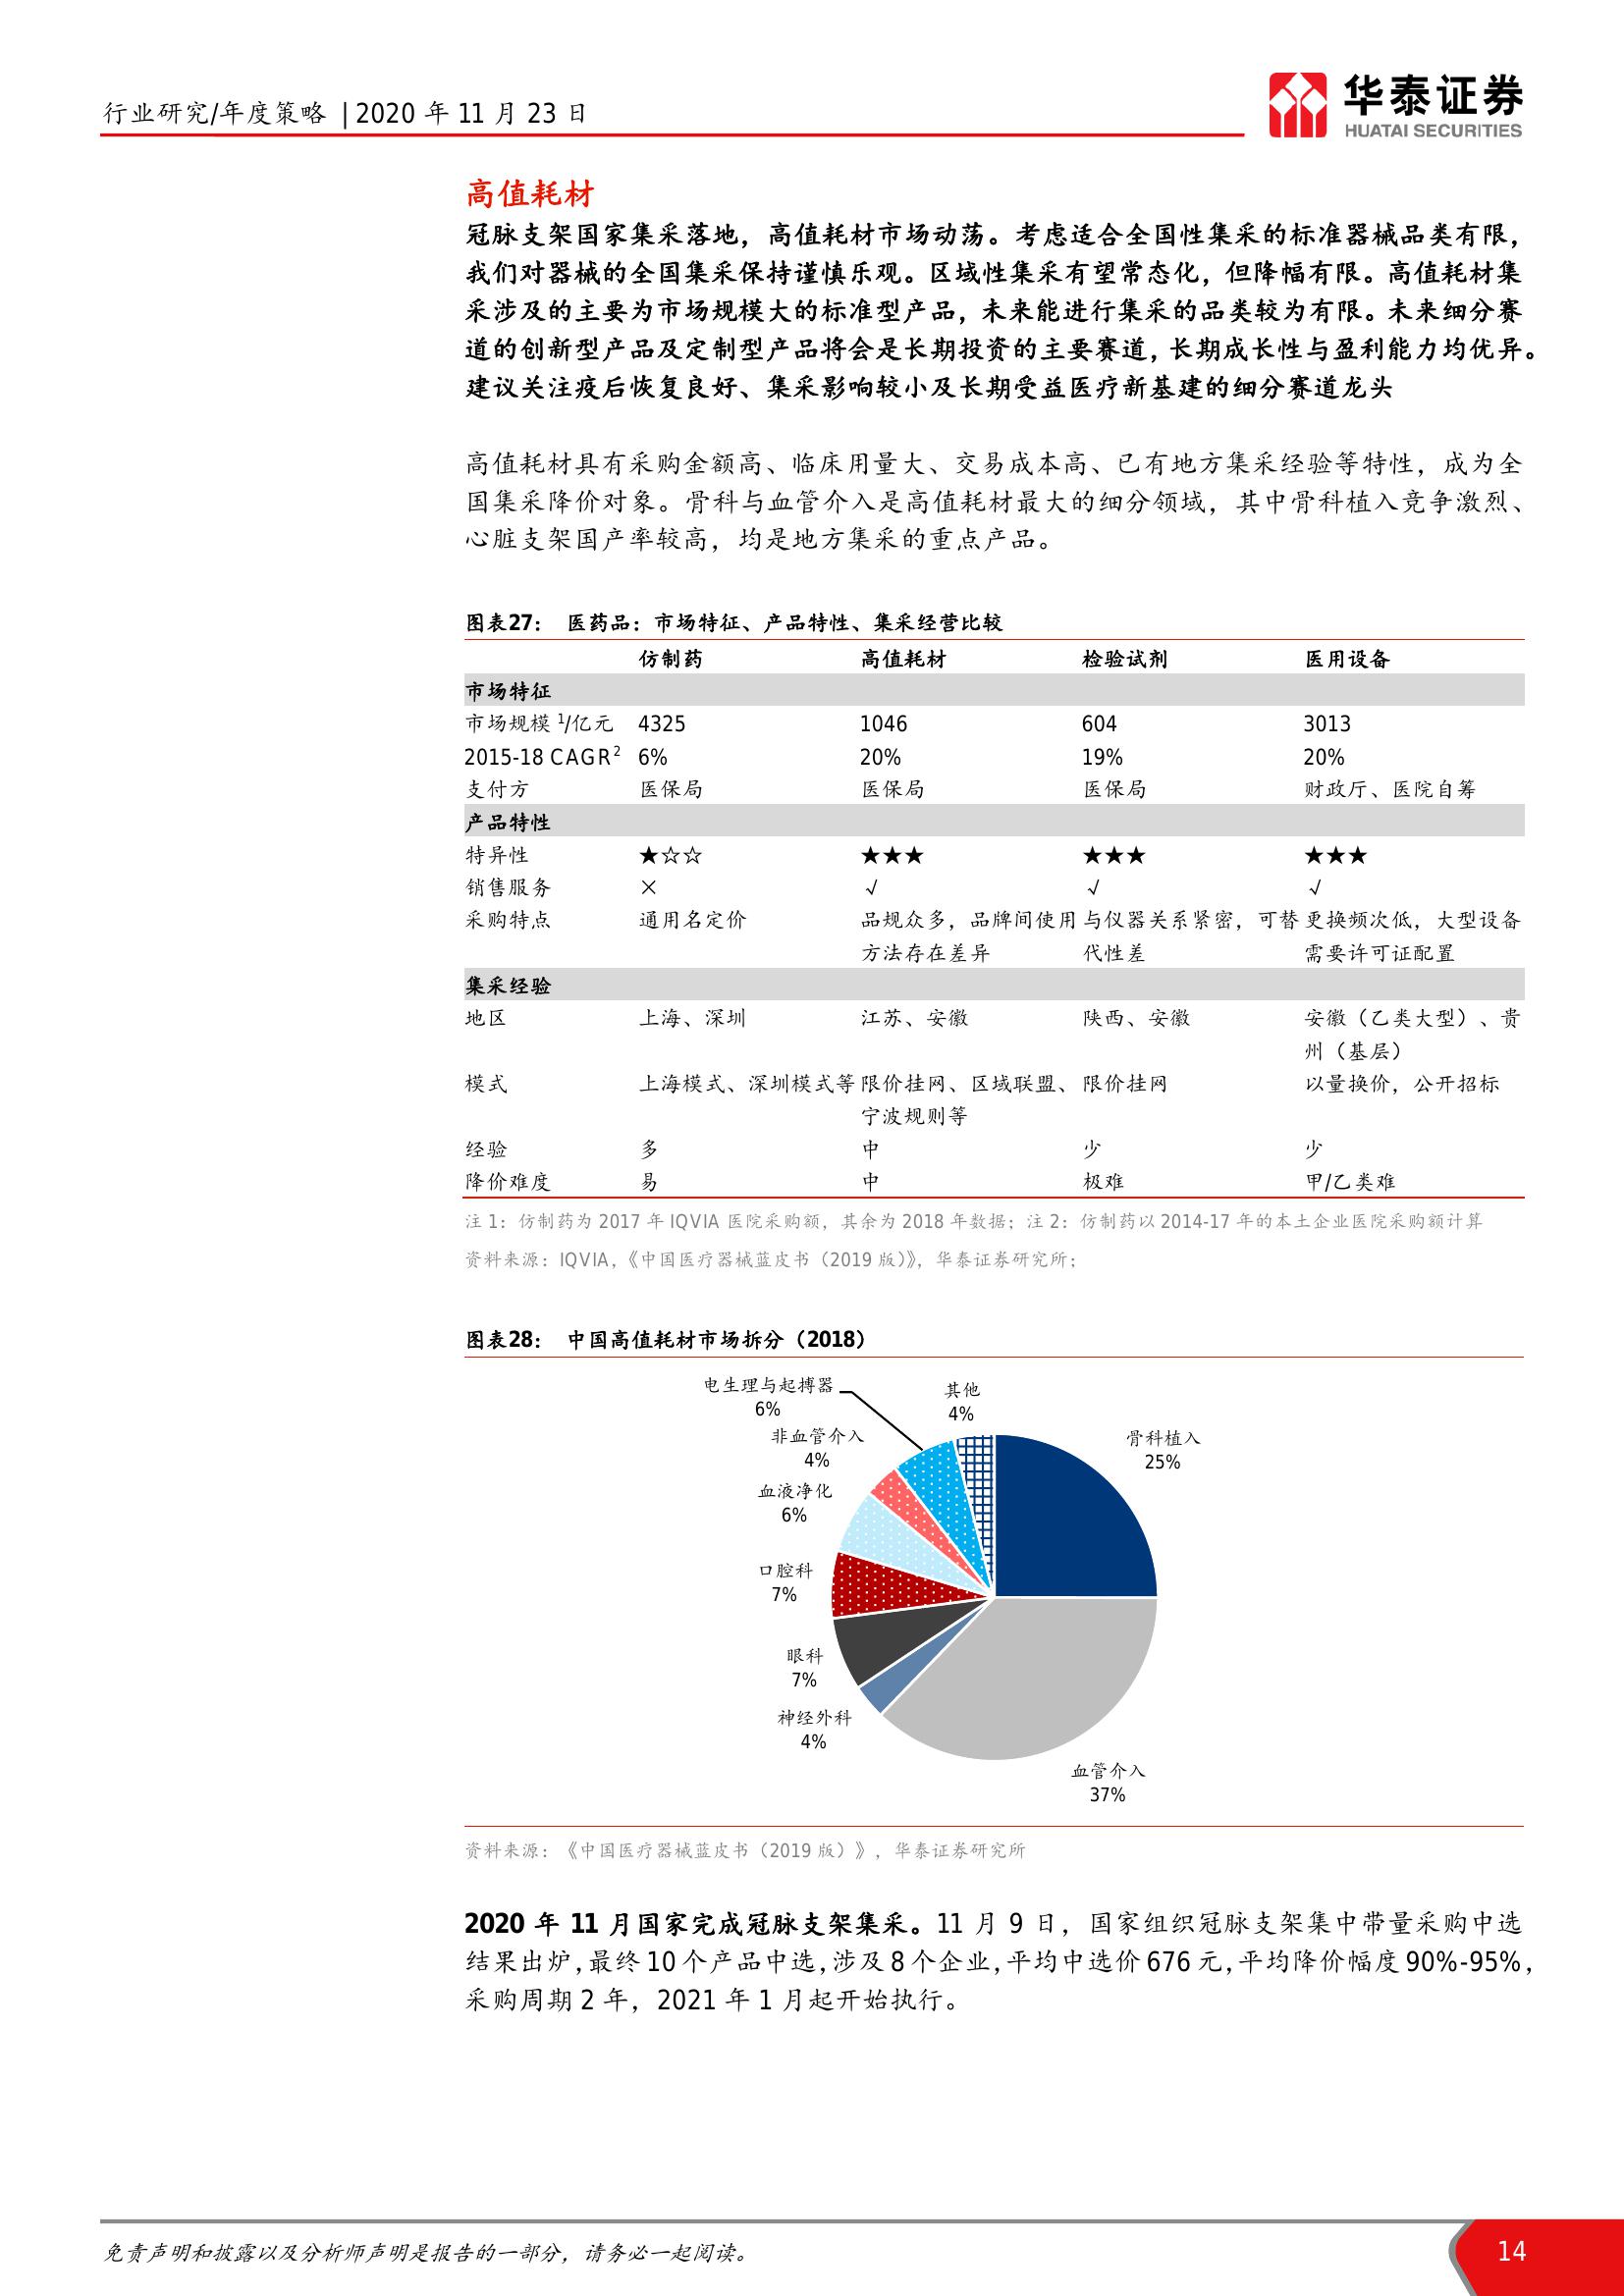 行业研究/年度策略 | 2020 年 11 月 23 日
华泰证券
HUATAI SECURITIES
高值耗材
冠脉支架国家集采落地，高值耗材市场动荡。考虑适合全国性集采的标准器械品类有限，
我们对器械的全国集采保持谨慎乐观。区域性集采有望常态化，但降幅有限。高值耗材集
采涉及的主要为市场规模大的标准型产品，未来能进行集采的品类较为有限。未来细分赛
道的创新型产品及定制型产品将会是长期投资的主要赛道，长期成长性与盈利能力均优异。
建议关注疫后恢复良好、集采影响较小及长期受益医疗新基建的细分赛道龙头
高值耗材具有采购金额高、临床用量大、交易成本高、已有地方集采经验等特性，成为全
国集采降价对象。骨科与血管介入是高值耗材最大的细分领域，其中骨科植入竞争激烈、
心脏支架国产率较高，均是地方集采的重点产品。
图表27： 医药品：市场特征、产品特性、集采经营比较
仿制药 高值耗材 检验试剂 医用设备
市场特征
市场规模 1/亿元 4325 1046 604 3013
2015-18 CAGR2 6% 20% 19% 20%
支付方 医保局 医保局 医保局 财政厅、医院自筹
产品特性
特异性 ★☆☆ ★★★ ★★★ ★★★
销售服务 × √ √ √
采购特点 通用名定价 品规众多，品牌间使用 与仪器关系紧密，可替 更换频次低，大型设备
方法存在差异 代性差 需要许可证配置
集采经验
地区 上海、深圳 江苏、安徽 陕西、安徽 安徽（乙类大型）、贵
州（基层）
模式 上海模式、深圳模式等 限价挂网、区域联盟、 限价挂网 以量换价，公开招标
宁波规则等
经验 多 中 少 少
降价难度 易 中 极难 甲/乙类难
注 1：仿制药为 2017 年 IQVIA 医院采购额，其余为 2018 年数据；注 2：仿制药以 2014-17 年的本土企业医院采购额计算
资料来源：IQVIA，《中国医疗器械蓝皮书（2019 版）》，华泰证券研究所；
图表28： 中国高值耗材市场拆分（2018）
电生理与起搏器
6%
其他
4%
非血管介入
4%
骨科植入
25%
血液净化
6%
口腔科
7%
眼科
7%
神经外科
4%
血管介入
37%
资料来源：《中国医疗器械蓝皮书（2019 版）》，华泰证券研究所
2020 年 11 月国家完成冠脉支架集采。11 月 9 日，国家组织冠脉支架集中带量采购中选
结果出炉，最终 10 个产品中选，涉及 8 个企业，平均中选价 676 元，平均降价幅度 90%-95%，
采购周期 2 年，2021 年 1 月起开始执行。
免责声明和披露以及分析师声明是报告的一部分，请务必一起阅读。
14